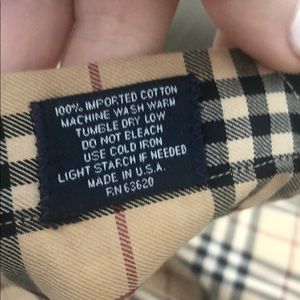 100% IMPORTED COTTON
MACHINE WASH WARM
TUMBLE DRY LOW
DO NOT BLEACH
USE COLD IRON
LIGHT STARCH IF NEEDED
MADE IN U.S.A.
F.N 63620